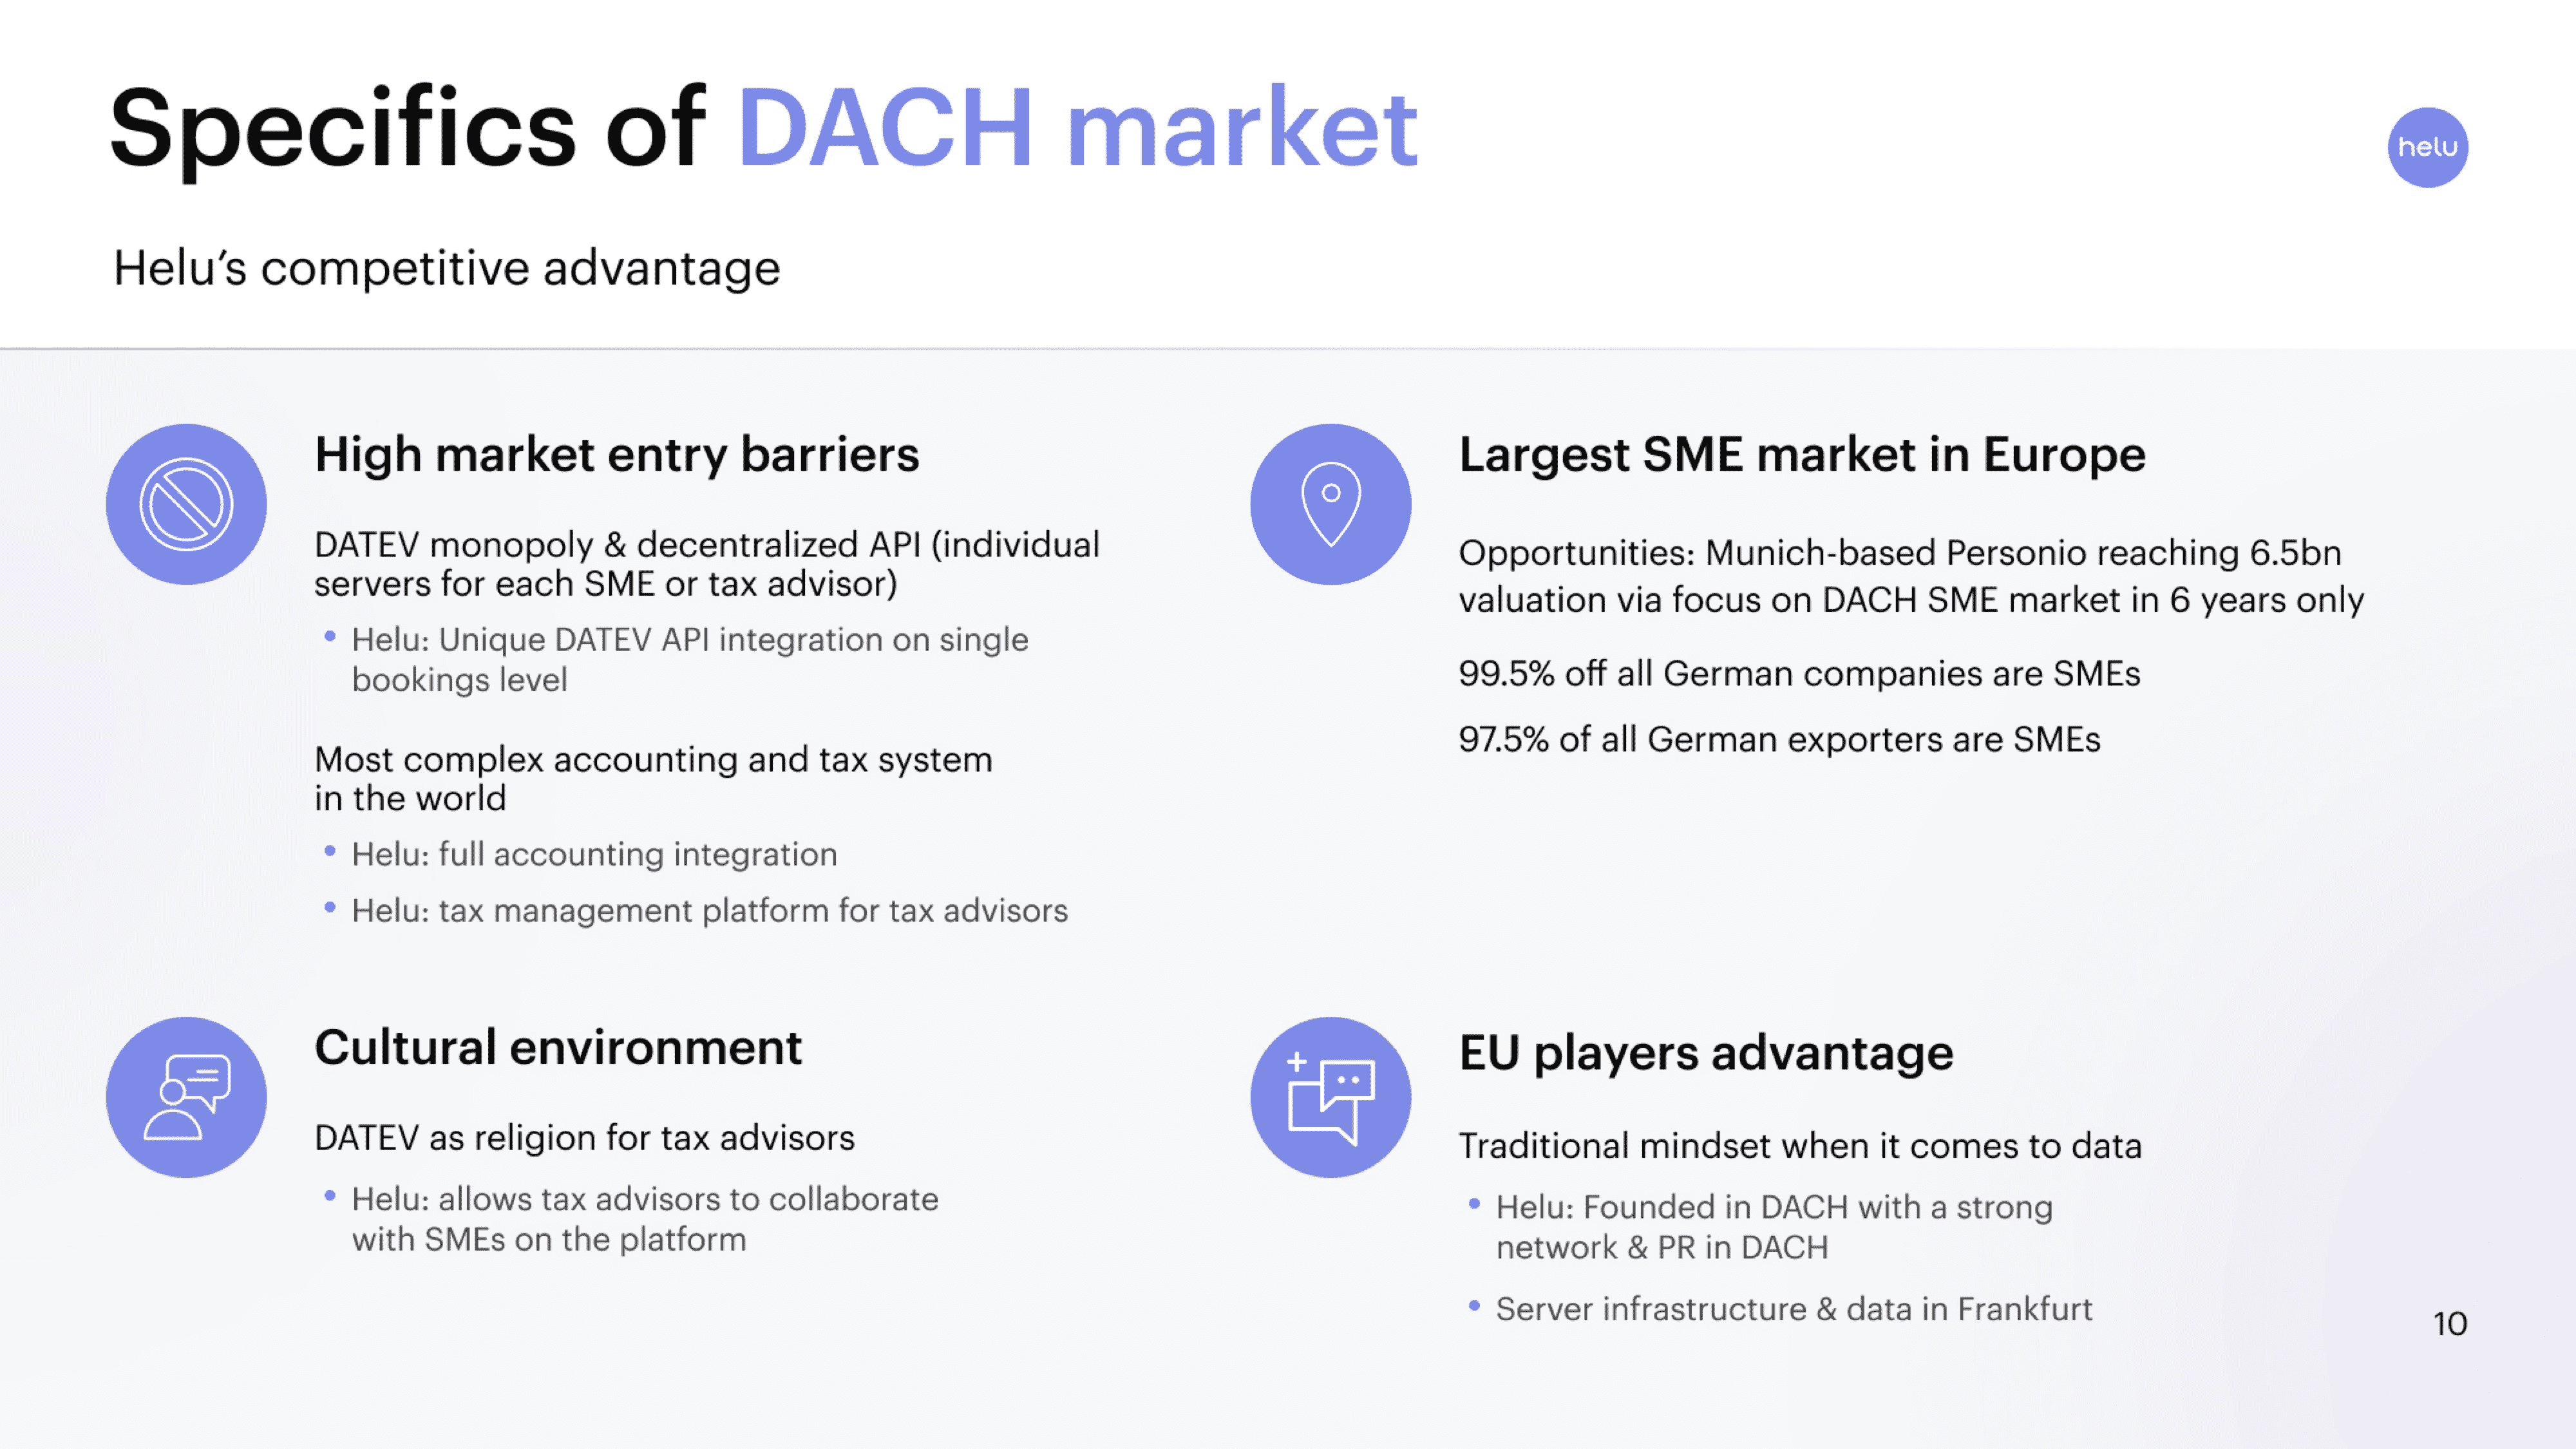 Specifics of DACH market
helu
Helu’s competitive advantage
High market entry barriers
DATEV monopoly & decentralized API (individual
servers for each SME or tax advisor)
• Helu: Unique DATEV API integration on single
bookings level
Most complex accounting and tax system
in the world
• Helu: full accounting integration
• Helu: tax management platform for tax advisors
Largest SME market in Europe
Opportunities: Munich-based Personio reaching 6.5bn
valuation via focus on DACH SME market in 6 years only
99.5% off all German companies are SMEs
97.5% of all German exporters are SMEs
Cultural environment
DATEV as religion for tax advisors
• Helu: allows tax advisors to collaborate
with SMEs on the platform
EU players advantage
Traditional mindset when it comes to data
• Helu: Founded in DACH with a strong
network & PR in DACH
• Server infrastructure & data in Frankfurt
10